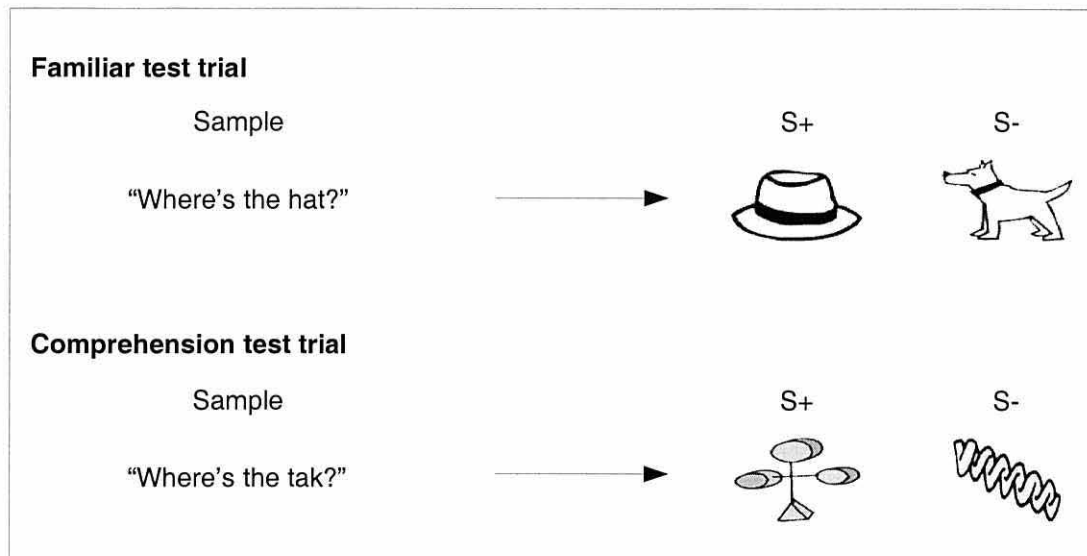 Familiar test trial
Sample S+ S-
“Where’s the hat?”
Comprehension test trial
Sample S+ S-
“Where’s the tak?”